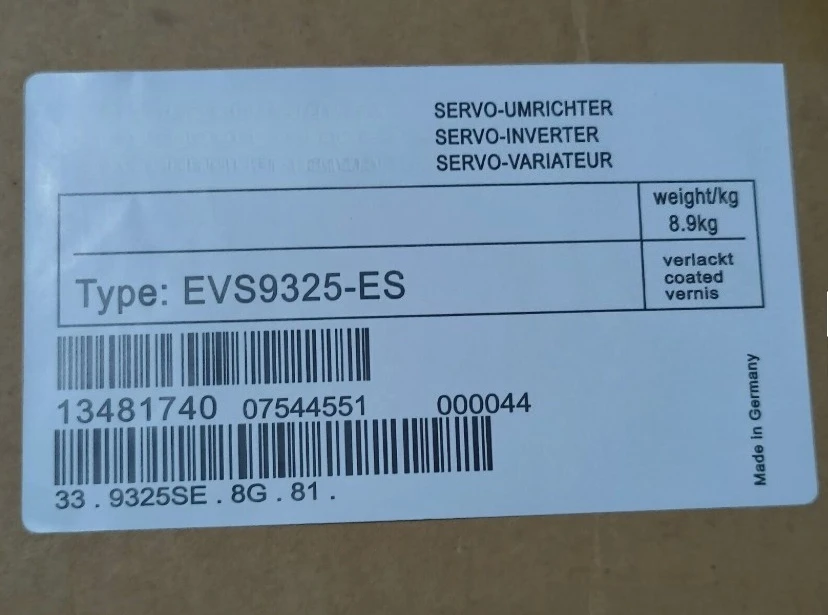 SERVO-UMRICHTER
SERVO-INVERTER
SERVO-VARIATEUR
weight/kg
8.9kg
Type: EVS9325-ES
verlackt
coated
vernis
13481740 07544551 000044
33 . 9325SE . 8G . 81 .
Made in Germany